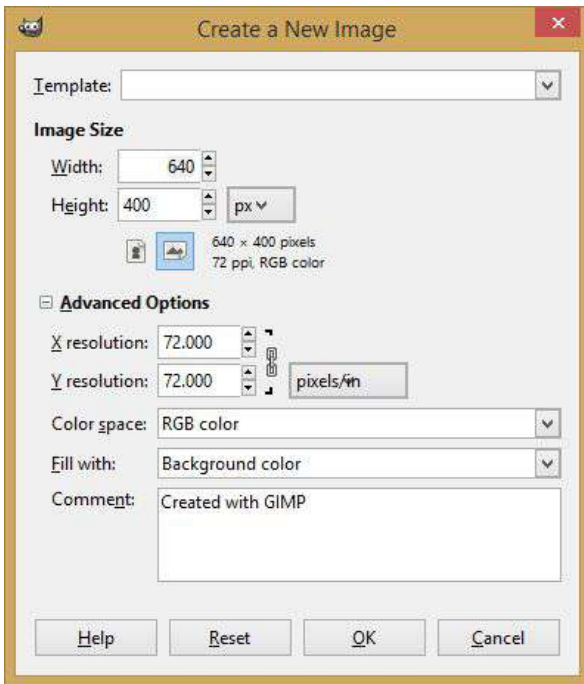 Create a New Image
Template:
Image Size
Width: 640
Height: 400 px
640 × 400 pixels
72 ppi, RGB color
Advanced Options
X resolution: 72.000
Y resolution: 72.000 pixels/in
Color space: RGB color
Fill with: Background color
Comment: Created with GIMP
Help Reset OK Cancel